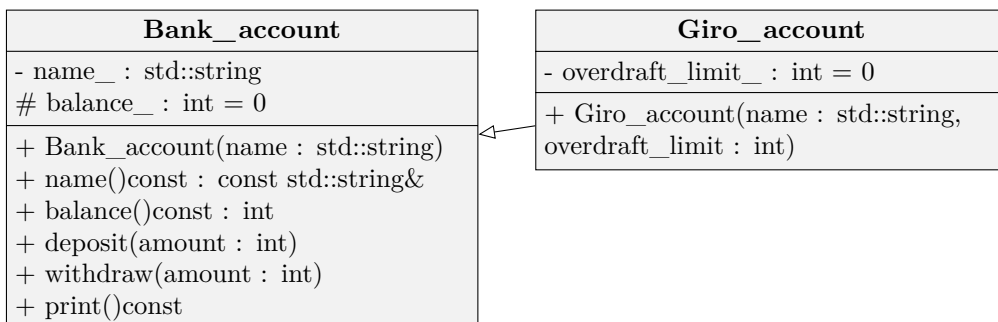 Bank_account
- name_ : std::string
# balance_ : int = 0
+ Bank_account(name : std::string)
+ name()const : const std::string&
+ balance()const : int
+ deposit(amount : int)
+ withdraw(amount : int)
+ print()const
Giro_account
- overdraft_limit_ : int = 0
+ Giro_account(name : std::string,
overdraft_limit : int)